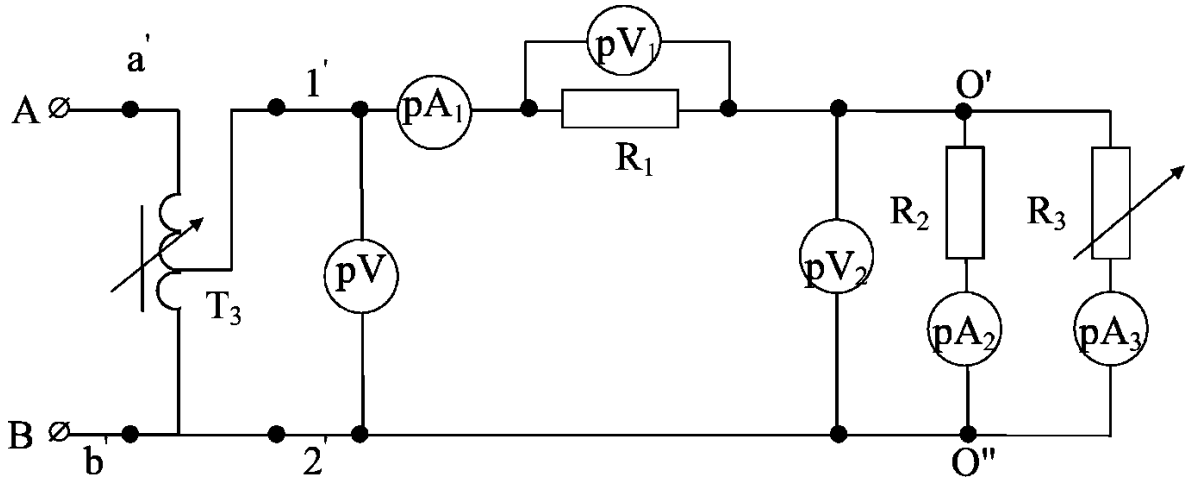 pV₁
a'
1'
O'
A
pA₁
R₁
R₂
R₃
pV
pV₂
T₃
pA₂
pA₃
B
b'
2'
O"